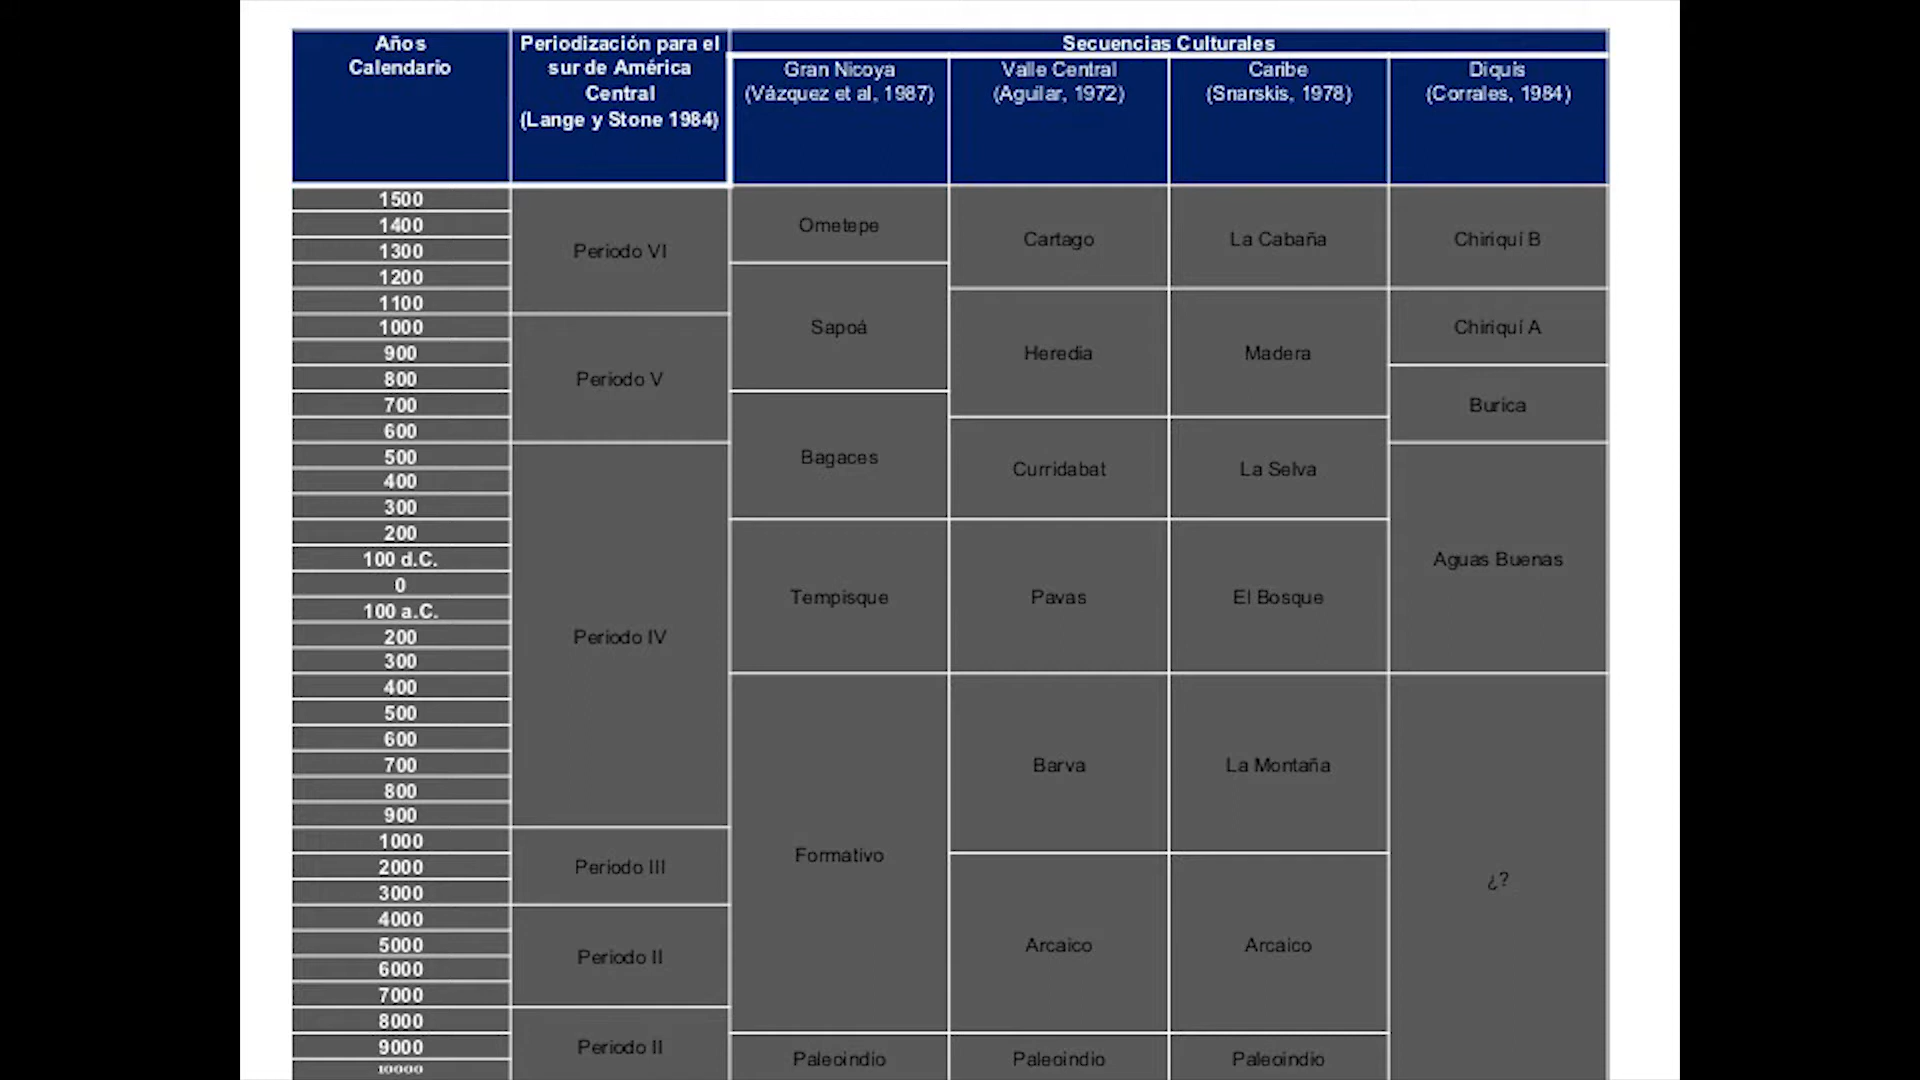 Años
Calendario
Periodización para el
sur de América
Central
(Lange y Stone 1984)
Secuencias Culturales
Gran Nicoya
(Vázquez et al, 1987)
Valle Central
(Aguilar, 1972)
Caribe
(Snarskis, 1978)
Diquís
(Corrales, 1984)
1500
1400
1300
1200
1100
1000
900
800
700
600
500
400
300
200
100 d.C.
0
100 a.C.
200
300
400
500
600
700
800
900
1000
2000
3000
4000
5000
6000
7000
8000
9000
10000
Periodo VI
Periodo V
Periodo IV
Periodo III
Periodo II
Periodo II
Ometepe
Sapoá
Bagaces
Tempisque
Formativo
Paleoindio
Cartago
Heredia
Curridabat
Pavas
Barva
Arcaico
Paleoindio
La Cabaña
Madera
La Selva
El Bosque
La Montaña
Arcaico
Paleoindio
Chiriquí B
Chiriquí A
Burica
Aguas Buenas
¿?